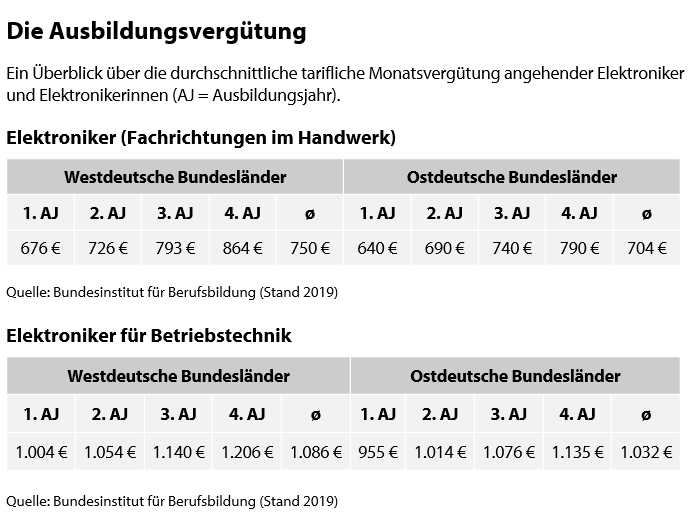 Die Ausbildungsvergütung
Ein Überblick über die durchschnittliche tarifliche Monatsvergütung angehender Elektroniker
und Elektronikerinnen (AJ = Ausbildungsjahr).
Elektroniker (Fachrichtungen im Handwerk)
Westdeutsche Bundesländer Ostdeutsche Bundesländer
1. AJ 2. AJ 3. AJ 4. AJ ø 1. AJ 2. AJ 3. AJ 4. AJ ø
676 € 726 € 793 € 864 € 750 € 640 € 690 € 740 € 790 € 704 €
Quelle: Bundesinstitut für Berufsbildung (Stand 2019)
Elektroniker für Betriebstechnik
Westdeutsche Bundesländer Ostdeutsche Bundesländer
1. AJ 2. AJ 3. AJ 4. AJ ø 1. AJ 2. AJ 3. AJ 4. AJ ø
1.004 € 1.054 € 1.140 € 1.206 € 1.086 € 955 € 1.014 € 1.076 € 1.135 € 1.032 €
Quelle: Bundesinstitut für Berufsbildung (Stand 2019)